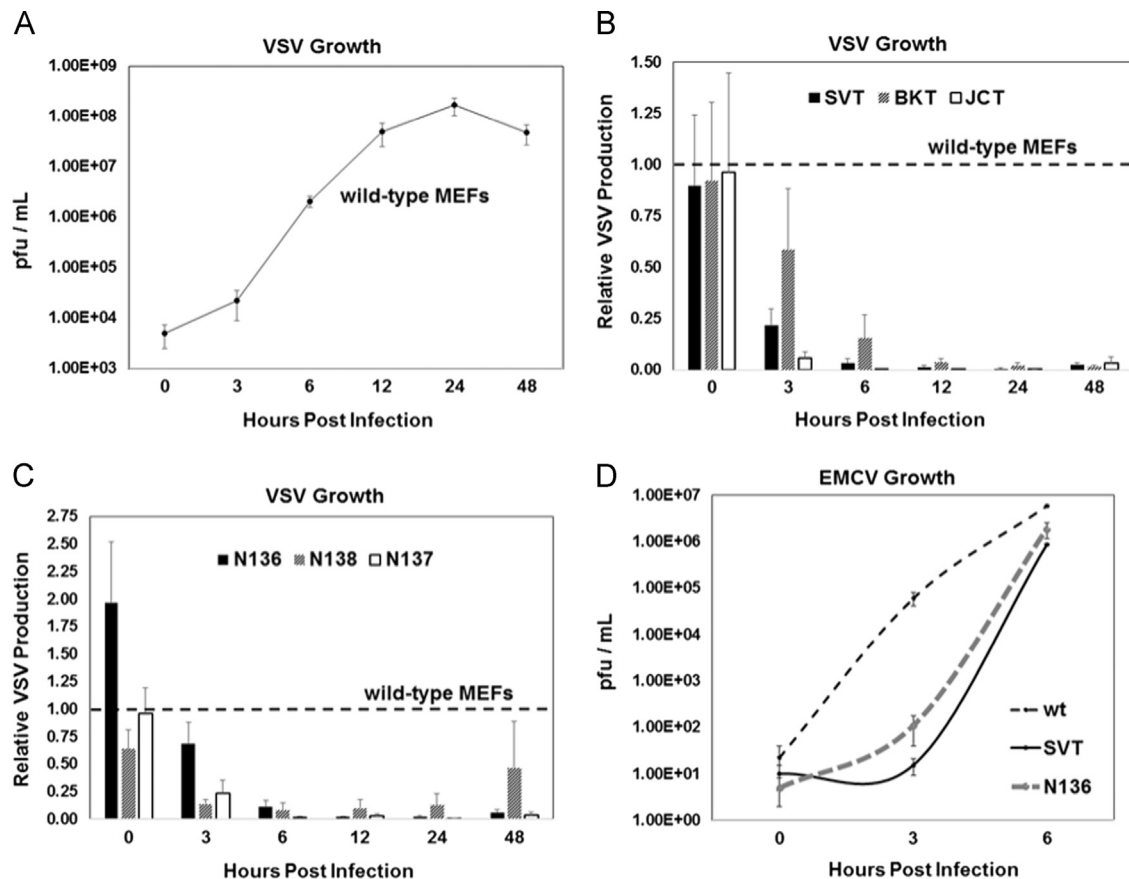 A
VSV Growth
pfu / mL
1.00E+09
1.00E+08
1.00E+07
1.00E+06
1.00E+05
1.00E+04
1.00E+03
wild-type MEFs
0 3 6 12 24 48
Hours Post Infection
B
VSV Growth
Relative VSV Production
1.50
1.25
1.00
0.75
0.50
0.25
0.00
SVT BKT JCT
wild-type MEFs
0 3 6 12 24 48
Hours Post Infection
C
VSV Growth
Relative VSV Production
2.75
2.50
2.25
2.00
1.75
1.50
1.25
1.00
0.75
0.50
0.25
0.00
N136 N138 N137
wild-type MEFs
0 3 6 12 24 48
Hours Post Infection
D
EMCV Growth
pfu / mL
1.00E+07
1.00E+06
1.00E+05
1.00E+04
1.00E+03
1.00E+02
1.00E+01
1.00E+00
wt
SVT
N136
0 3 6
Hours Post Infection